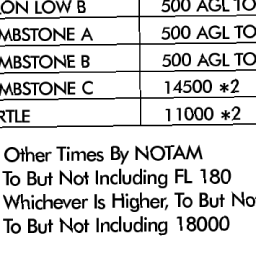 ON LOW B 500 AGL TO
MBSTONE A 500 AGL TO
MBSTONE B 500 AGL TO
MBSTONE C 14500 *2
RTLE 11000 *2
Other Times By NOTAM
To But Not Including FL 180
Whichever Is Higher, To But No
To But Not Including 18000